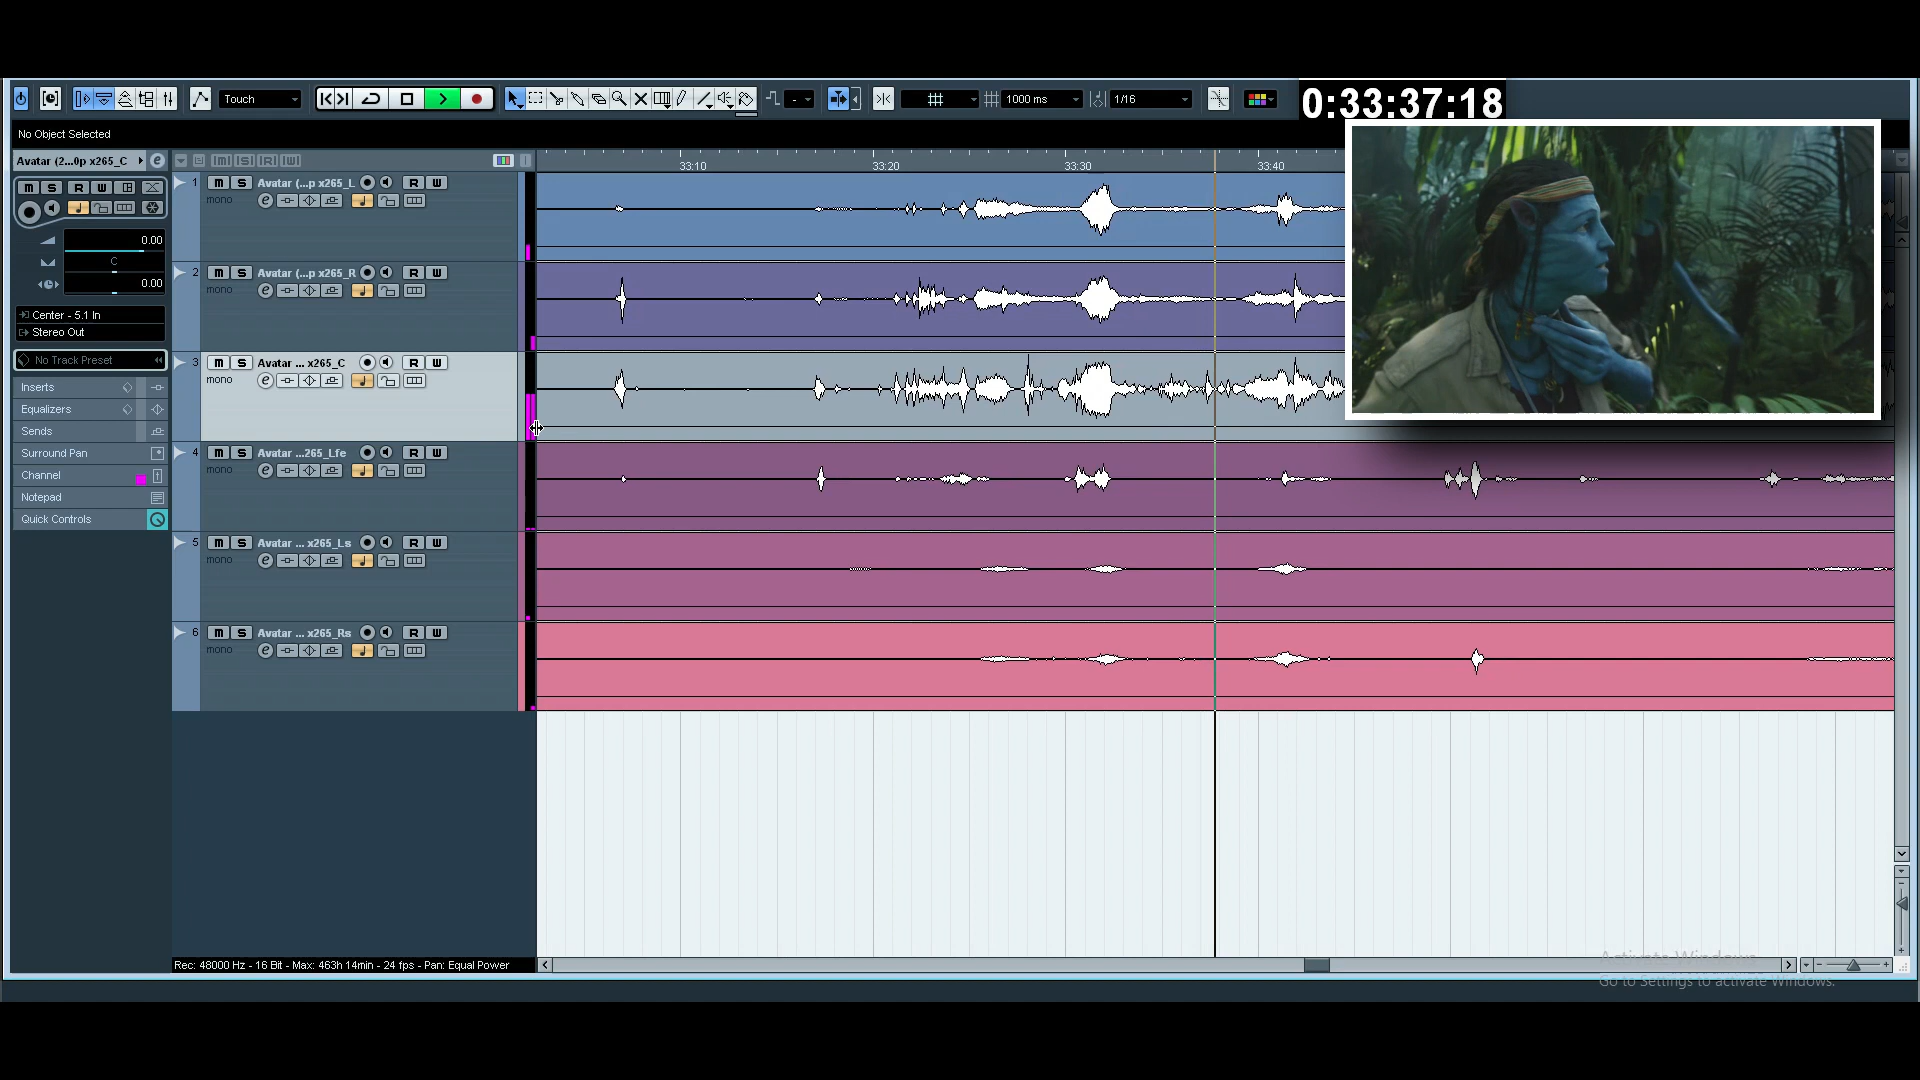 Touch
-
1000 ms
1/16
0:33:37:18
No Object Selected
Avatar (2...0p x265_C
33:10
33:20
33:30
33:40
M S R W
0.00
C
0.00
Center - 5.1 In
Stereo Out
No Track Preset
Inserts
Equalizers
Sends
Surround Pan
Channel
Notepad
Quick Controls
1 m S Avatar (...p x265_L R W
mono
2 m S Avatar (...p x265_R R W
mono
3 m S Avatar ... x265_C R W
mono
4 m S Avatar ...265_Lfe R W
mono
5 m S Avatar ... x265_Ls R W
mono
6 m S Avatar ... x265_Rs R W
mono
Rec: 48000 Hz - 16 Bit - Max: 463h 14min - 24 fps - Pan: Equal Power
Activate Windows
Go to Settings to activate Windows.